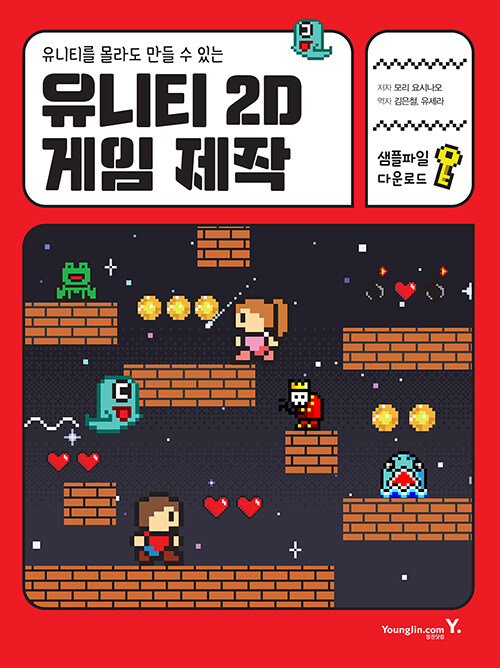 유니티를 몰라도 만들 수 있는
유니티 2D
게임 제작
저자 모리 요시나오
역자 김은철, 유세라
샘플파일
다운로드
Youngjin.com Y.
영진닷컴